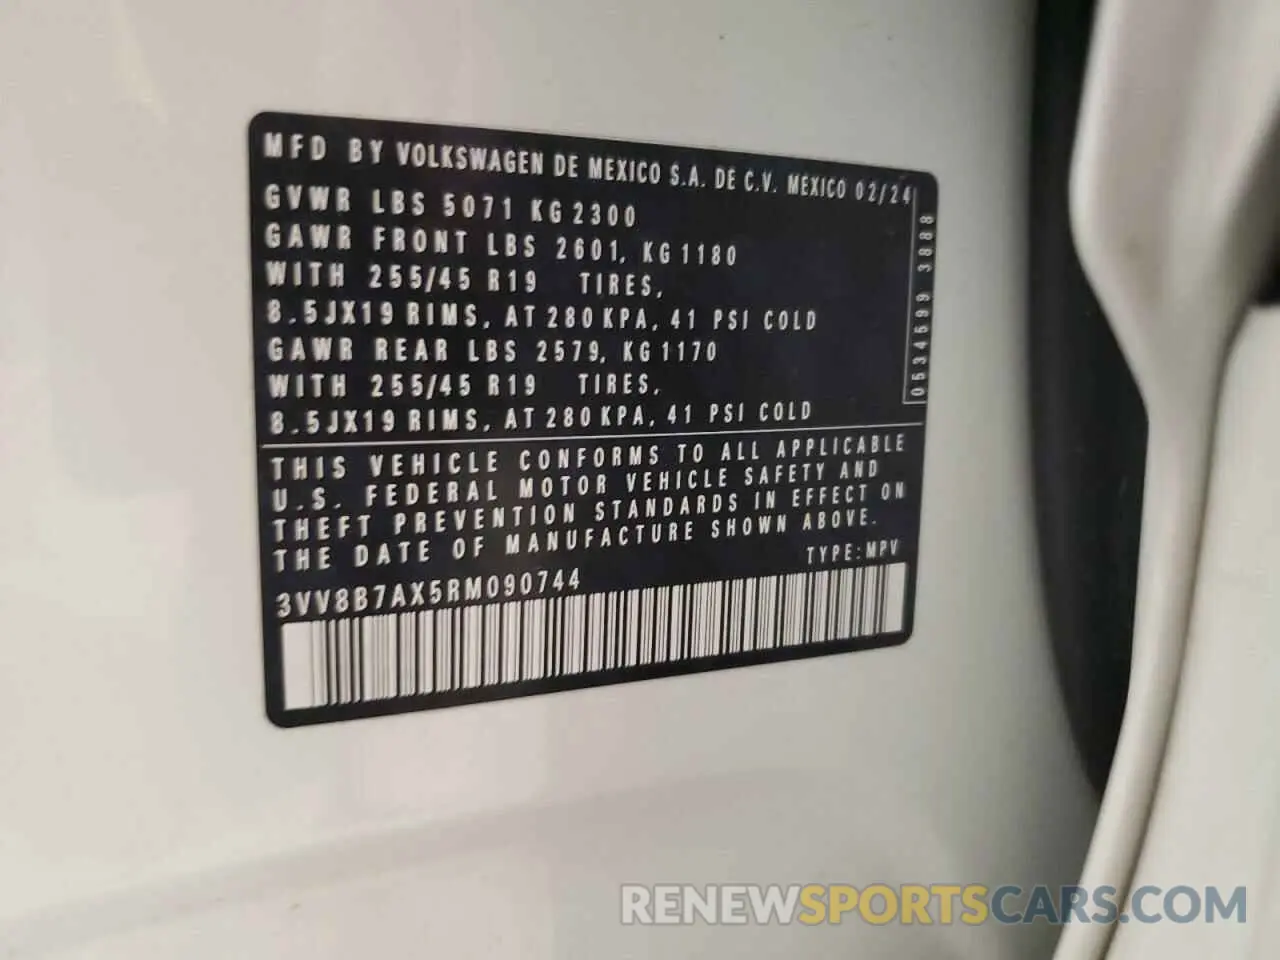 MFD BY VOLKSWAGEN DE MEXICO S.A. DE C.V. MEXICO 02/24
GVWR LBS 5071 KG 2300
GAWR FRONT LBS 2601, KG 1180
WITH 255/45 R19 TIRES,
8.5JX19 RIMS, AT 280 KPA, 41 PSI COLD
GAWR REAR LBS 2579, KG 1170
WITH 255/45 R19 TIRES,
8.5JX19 RIMS, AT 280 KPA, 41 PSI COLD
0534699 3888
THIS VEHICLE CONFORMS TO ALL APPLICABLE
U.S. FEDERAL MOTOR VEHICLE SAFETY AND
THEFT PREVENTION STANDARDS IN EFFECT ON
THE DATE OF MANUFACTURE SHOWN ABOVE.
TYPE:MPV
3VV8B7AX5RM090744
RENEWSPORTSCARS.COM